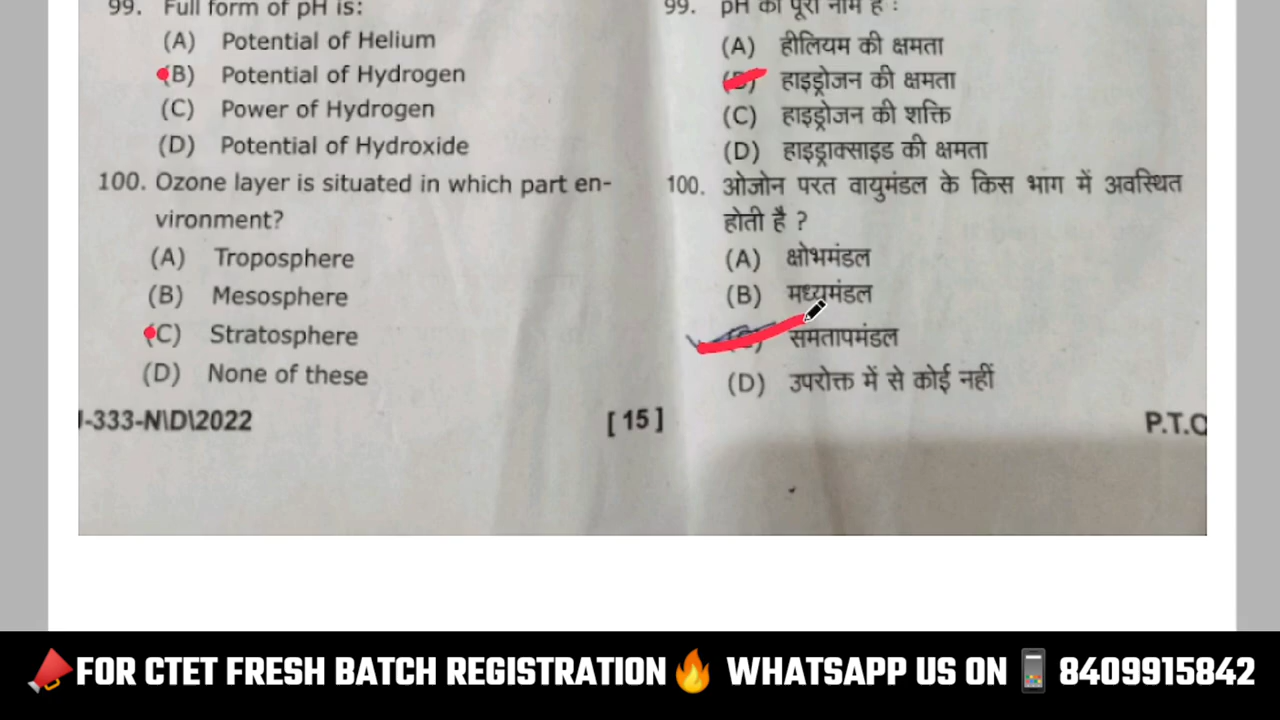 99. Full form of pH is:
(A) Potential of Helium
(B) Potential of Hydrogen
(C) Power of Hydrogen
(D) Potential of Hydroxide
100. Ozone layer is situated in which part en-
vironment?
(A) Troposphere
(B) Mesosphere
(C) Stratosphere
(D) None of these
99. pH का पूरा नाम है :
(A) हीलियम की क्षमता
(B) हाइड्रोजन की क्षमता
(C) हाइड्रोजन की शक्ति
(D) हाइड्राक्साइड की क्षमता
100. ओजोन परत वायुमंडल के किस भाग में अवस्थित
होती है ?
(A) क्षोभमंडल
(B) मध्यमंडल
(C) समतापमंडल
(D) उपरोक्त में से कोई नहीं
-333-N\D\2022 [ 15 ] P.T.O
FOR CTET FRESH BATCH REGISTRATION WHATSAPP US ON 8409915842